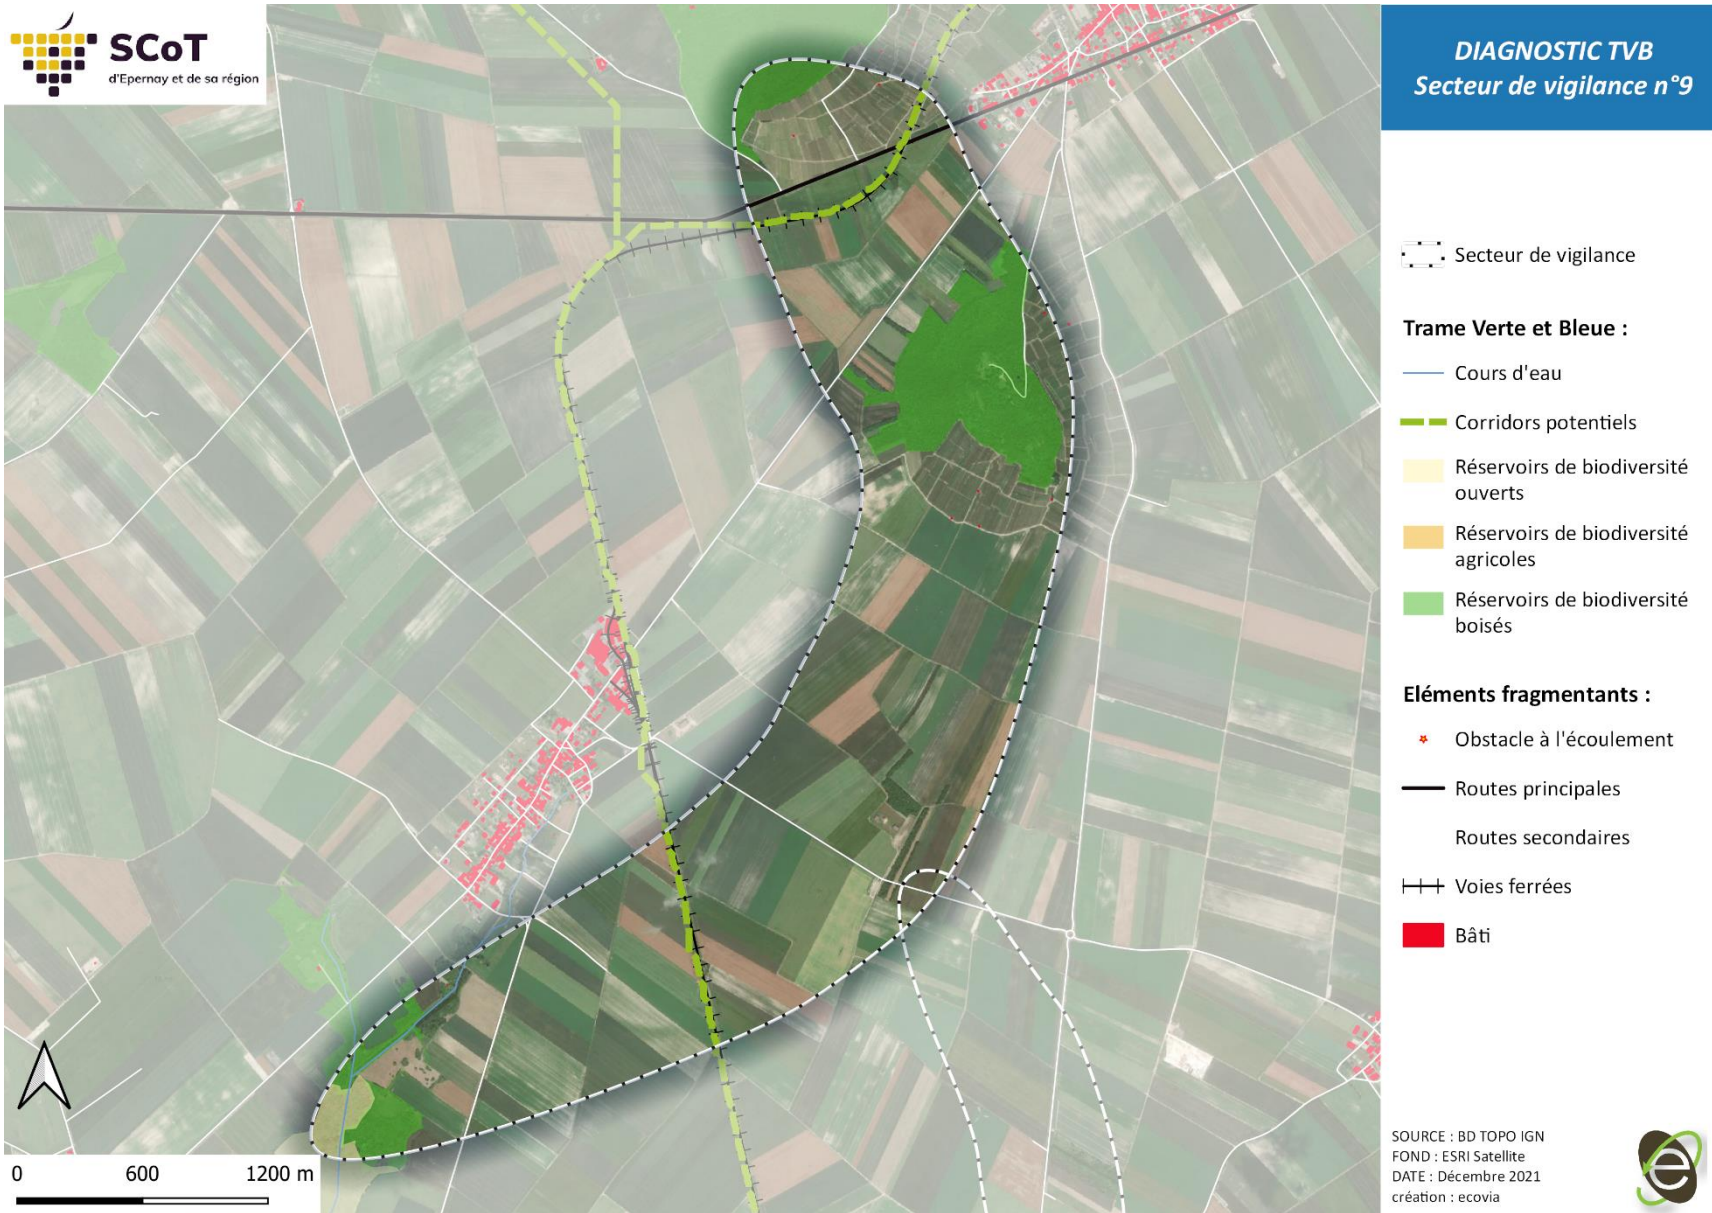 SCoT
d'Epernay et de sa région
DIAGNOSTIC TVB
Secteur de vigilance n°9
Secteur de vigilance
Trame Verte et Bleue :
Cours d'eau
Corridors potentiels
Réservoirs de biodiversité
ouverts
Réservoirs de biodiversité
agricoles
Réservoirs de biodiversité
boisés
Eléments fragmentants :
Obstacle à l'écoulement
Routes principales
Routes secondaires
Voies ferrées
Bâti
0 600 1200 m
SOURCE : BD TOPO IGN
FOND : ESRI Satellite
DATE : Décembre 2021
création : ecovia
e